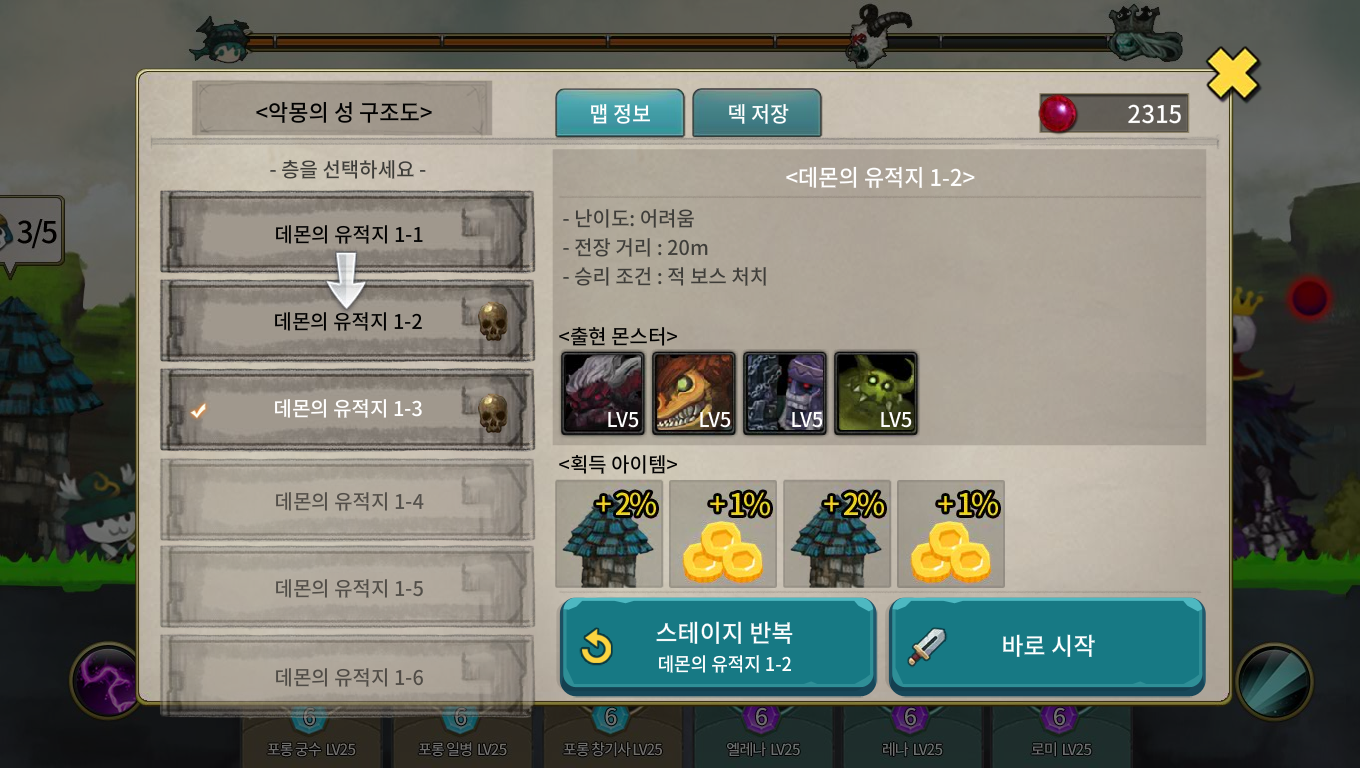 <악몽의 성 구조도>
맵 정보
덱 저장
2315
- 층을 선택하세요 -
데몬의 유적지 1-1
데몬의 유적지 1-2
데몬의 유적지 1-3
데몬의 유적지 1-4
데몬의 유적지 1-5
데몬의 유적지 1-6
3/5
<데몬의 유적지 1-2>
- 난이도: 어려움
- 전장 거리 : 20m
- 승리 조건 : 적 보스 처치
<출현 몬스터>
LV5 LV5 LV5 LV5
<획득 아이템>
+2% +1% +2% +1%
스테이지 반복
데몬의 유적지 1-2
바로 시작
6 6 6 6 6 6
포롱 궁수 LV25
포롱 일병 LV25
포롱 창기사 LV25
엘레나 LV25
레나 LV25
로미 LV25